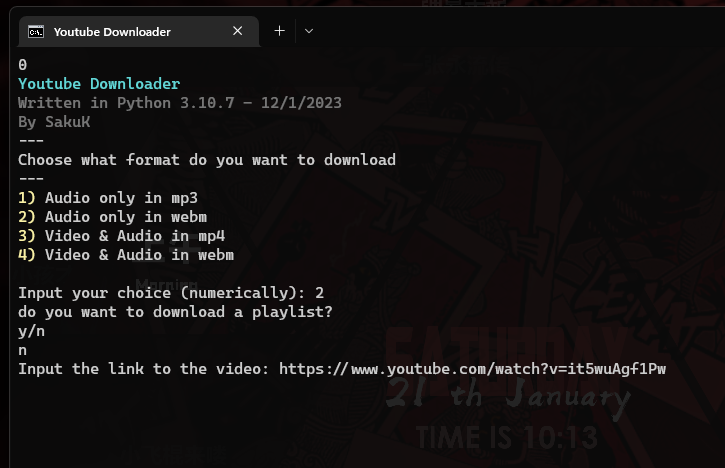 Youtube Downloader
0
Youtube Downloader
Written in Python 3.10.7 – 12/1/2023
By SakuK
---
Choose what format do you want to download
---
1) Audio only in mp3
2) Audio only in webm
3) Video & Audio in mp4
4) Video & Audio in webm
Morning
Input your choice (numerically): 2
do you want to download a playlist?
y/n
n
Input the link to the video: https://www.youtube.com/watch?v=it5wuAgf1Pw
SATURDAY
21 th January
TIME IS 10:13